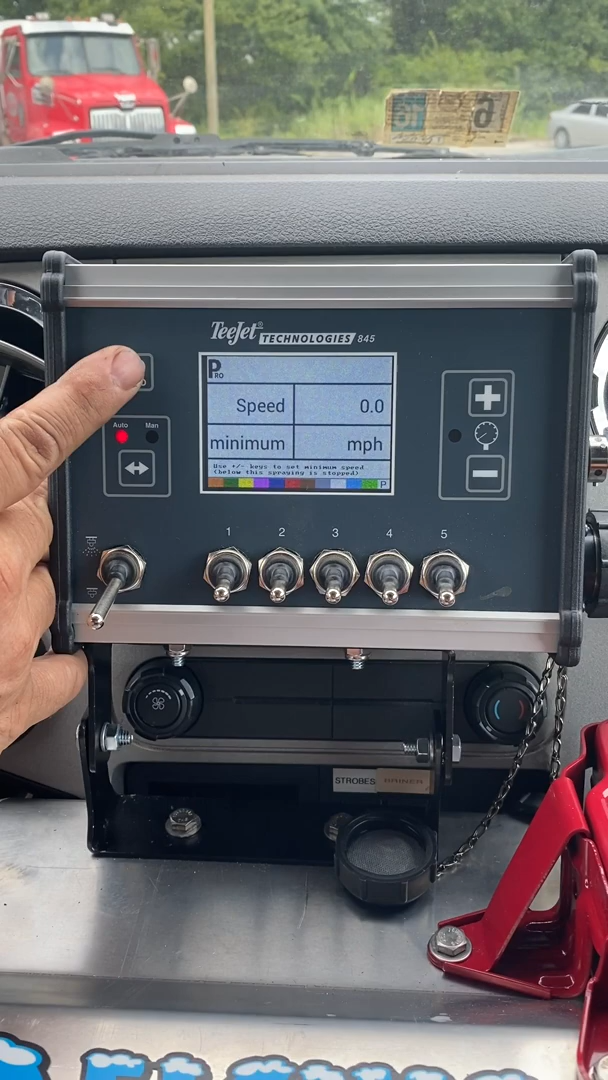 TeeJet® TECHNOLOGIES 845
PRO
Speed 0.0
minimum mph
Use +/- keys to set minimum speed
(below this spraying is stopped)
P
Auto Man
1 2 3 4 5
STROBES BRINER